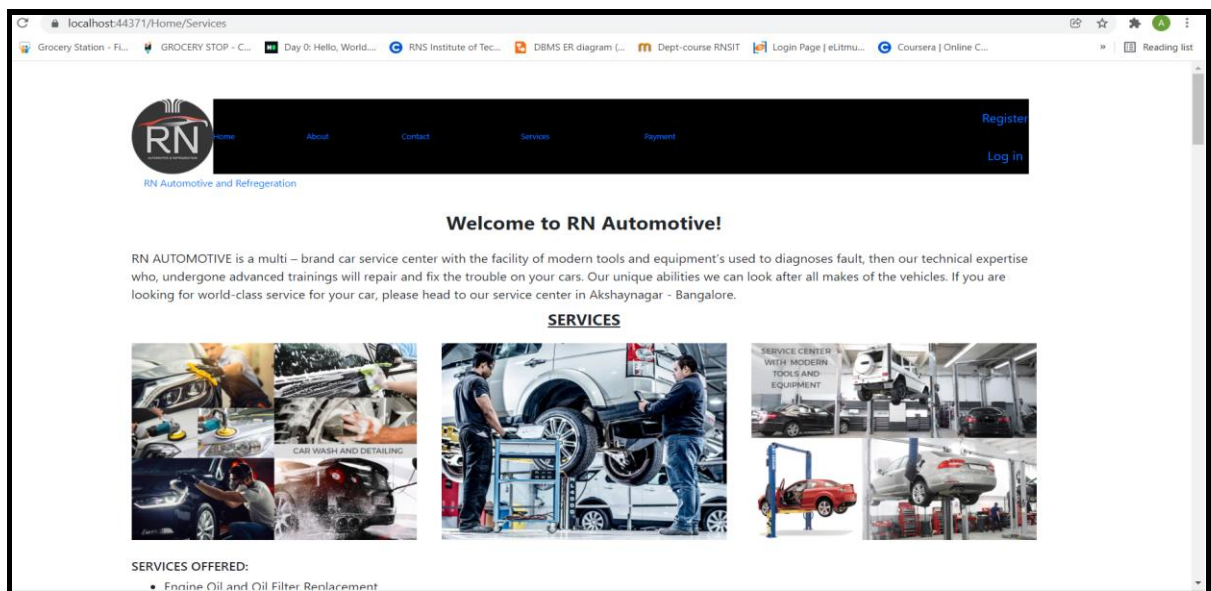 localhost:44371/Home/Services
A
Grocery Station - Fi... GROCERY STOP - C... Day 0: Hello, World.... RNS Institute of Tec... DBMS ER diagram (... Dept-course RNSIT Login Page | eLitmu... Coursera | Online C... » Reading list
RN
Home About Contact Services Payment
Register
Log in
RN Automotive and Refregeration
Welcome to RN Automotive!
RN AUTOMOTIVE is a multi – brand car service center with the facility of modern tools and equipment's used to diagnoses fault, then our technical expertise
who, undergone advanced trainings will repair and fix the trouble on your cars. Our unique abilities we can look after all makes of the vehicles. If you are
looking for world-class service for your car, please head to our service center in Akshaynagar - Bangalore.
SERVICES
SERVICE CENTER
WITH MODERN
TOOLS AND
EQUIPMENT
CAR WASH AND DETAILING
SERVICES OFFERED:
• Engine Oil and Oil Filter Replacement